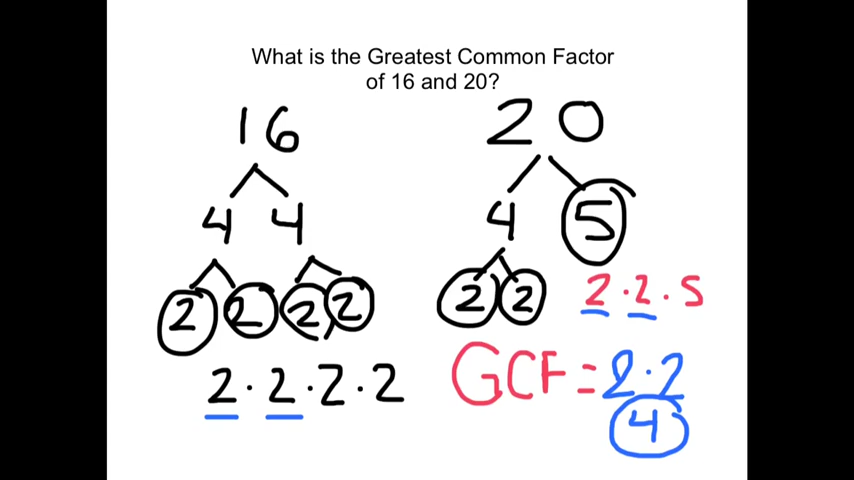 What is the Greatest Common Factor
of 16 and 20?
16 20
4 4 4 5
2 2 2 2 2 2 2 · 2 · 5
2 · 2 · 2 · 2 GCF = 2 · 2
4